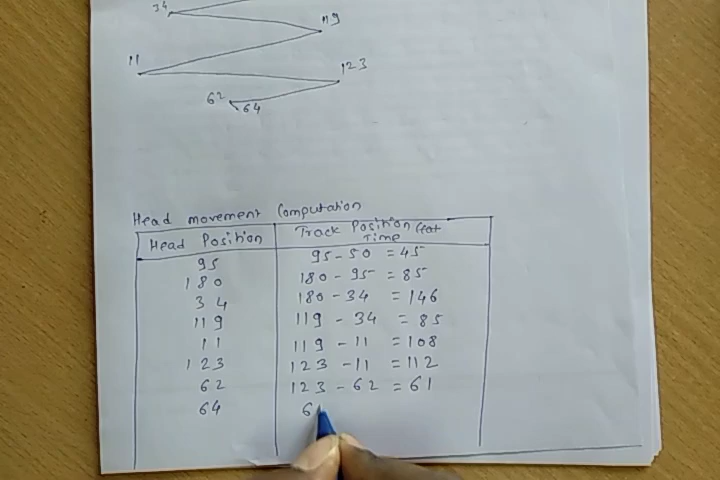 34
119
11
123
62
64
Head movement Computation
Head Position Track Position Time
95 95 - 50 = 45
180 180 - 95 = 85
34 180 - 34 = 146
119 119 - 34 = 85
11 119 - 11 = 108
123 123 - 11 = 112
62 123 - 62 = 61
64 6